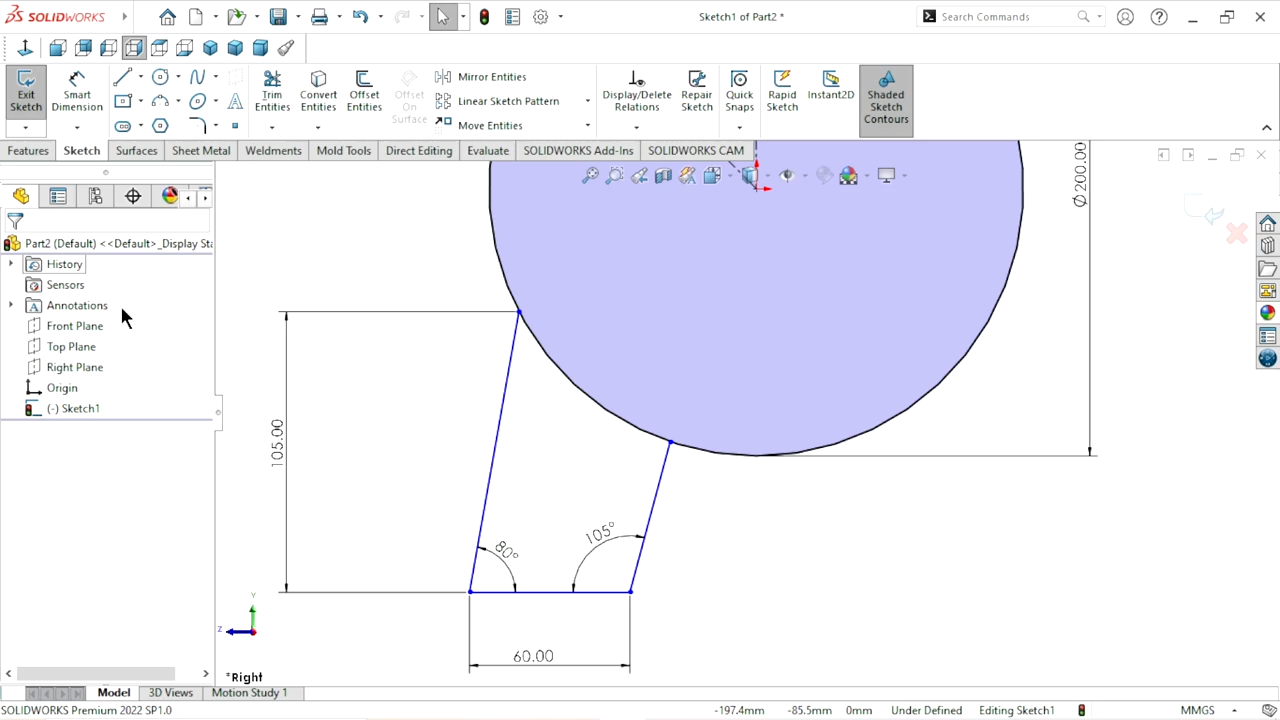 SOLIDWORKS
Sketch1 of Part2 *
Search Commands
Exit Sketch
Smart Dimension
Trim Entities
Convert Entities
Offset Entities
Offset On Surface
Mirror Entities
Linear Sketch Pattern
Move Entities
Display/Delete Relations
Repair Sketch
Quick Snaps
Rapid Sketch
Instant2D
Shaded Sketch Contours
Features
Sketch
Surfaces
Sheet Metal
Weldments
Mold Tools
Direct Editing
Evaluate
SOLIDWORKS Add-Ins
SOLIDWORKS CAM
Part2 (Default) <<Default>_Display Sta
History
Sensors
Annotations
Front Plane
Top Plane
Right Plane
Origin
(-) Sketch1
Ø200.00
105.00
80°
105°
60.00
Y
Z
*Right
Model
3D Views
Motion Study 1
SOLIDWORKS Premium 2022 SP1.0
-197.4mm
-85.5mm
0mm
Under Defined
Editing Sketch1
MMGS